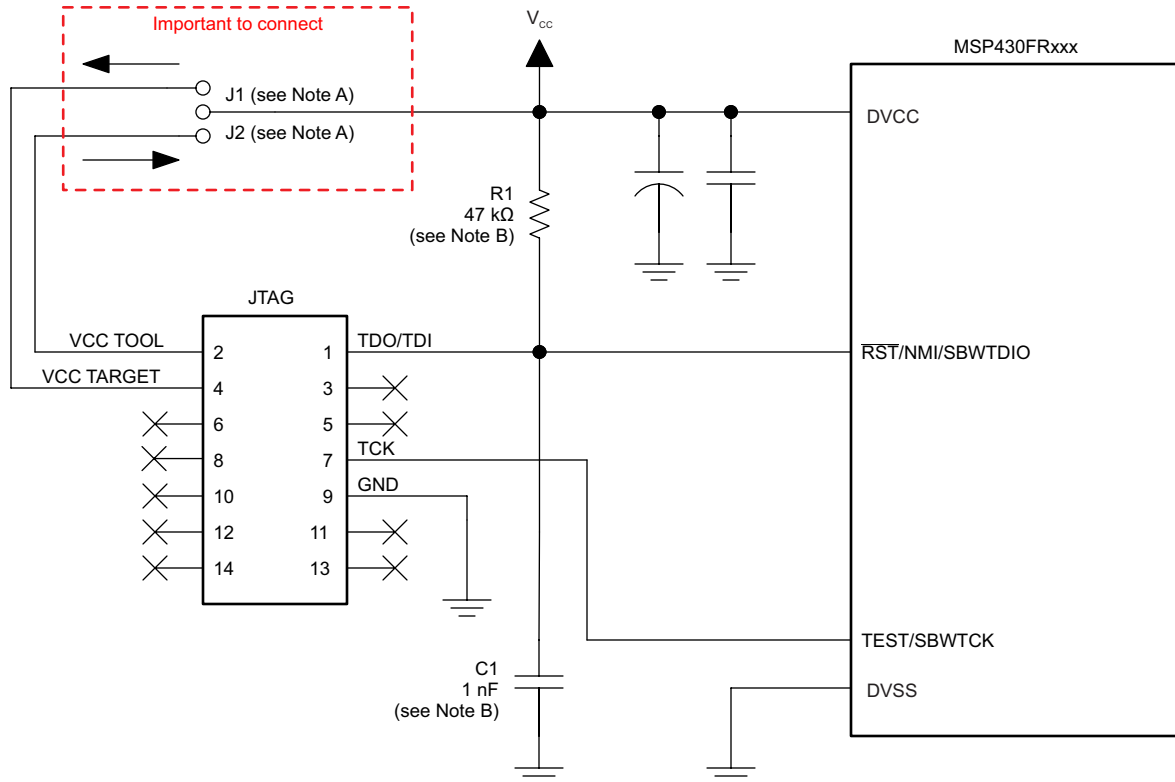 Important to connect
VCC
MSP430FRxxx
J1 (see Note A)
J2 (see Note A)
DVCC
R1
47 kΩ
(see Note B)
JTAG
VCC TOOL
2
1
TDO/TDI
R̅S̅T̅/NMI/SBWTDIO
VCC TARGET
4
3
6
5
8
7
TCK
10
9
GND
12
11
14
13
TEST/SBWTCK
C1
1 nF
(see Note B)
DVSS